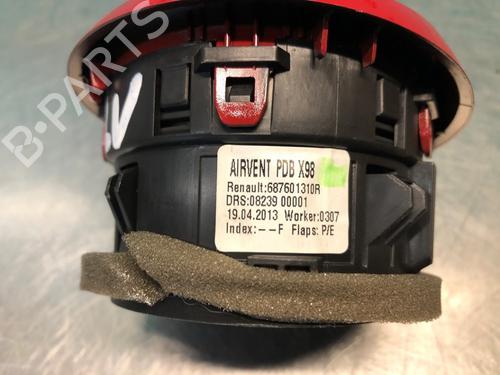 B-PARTS
V
AIRVENT PDB X98
Renault:687601310R
DRS:08239 00001
19.04.2013 Worker:0307
Index:--F Flaps: P/E